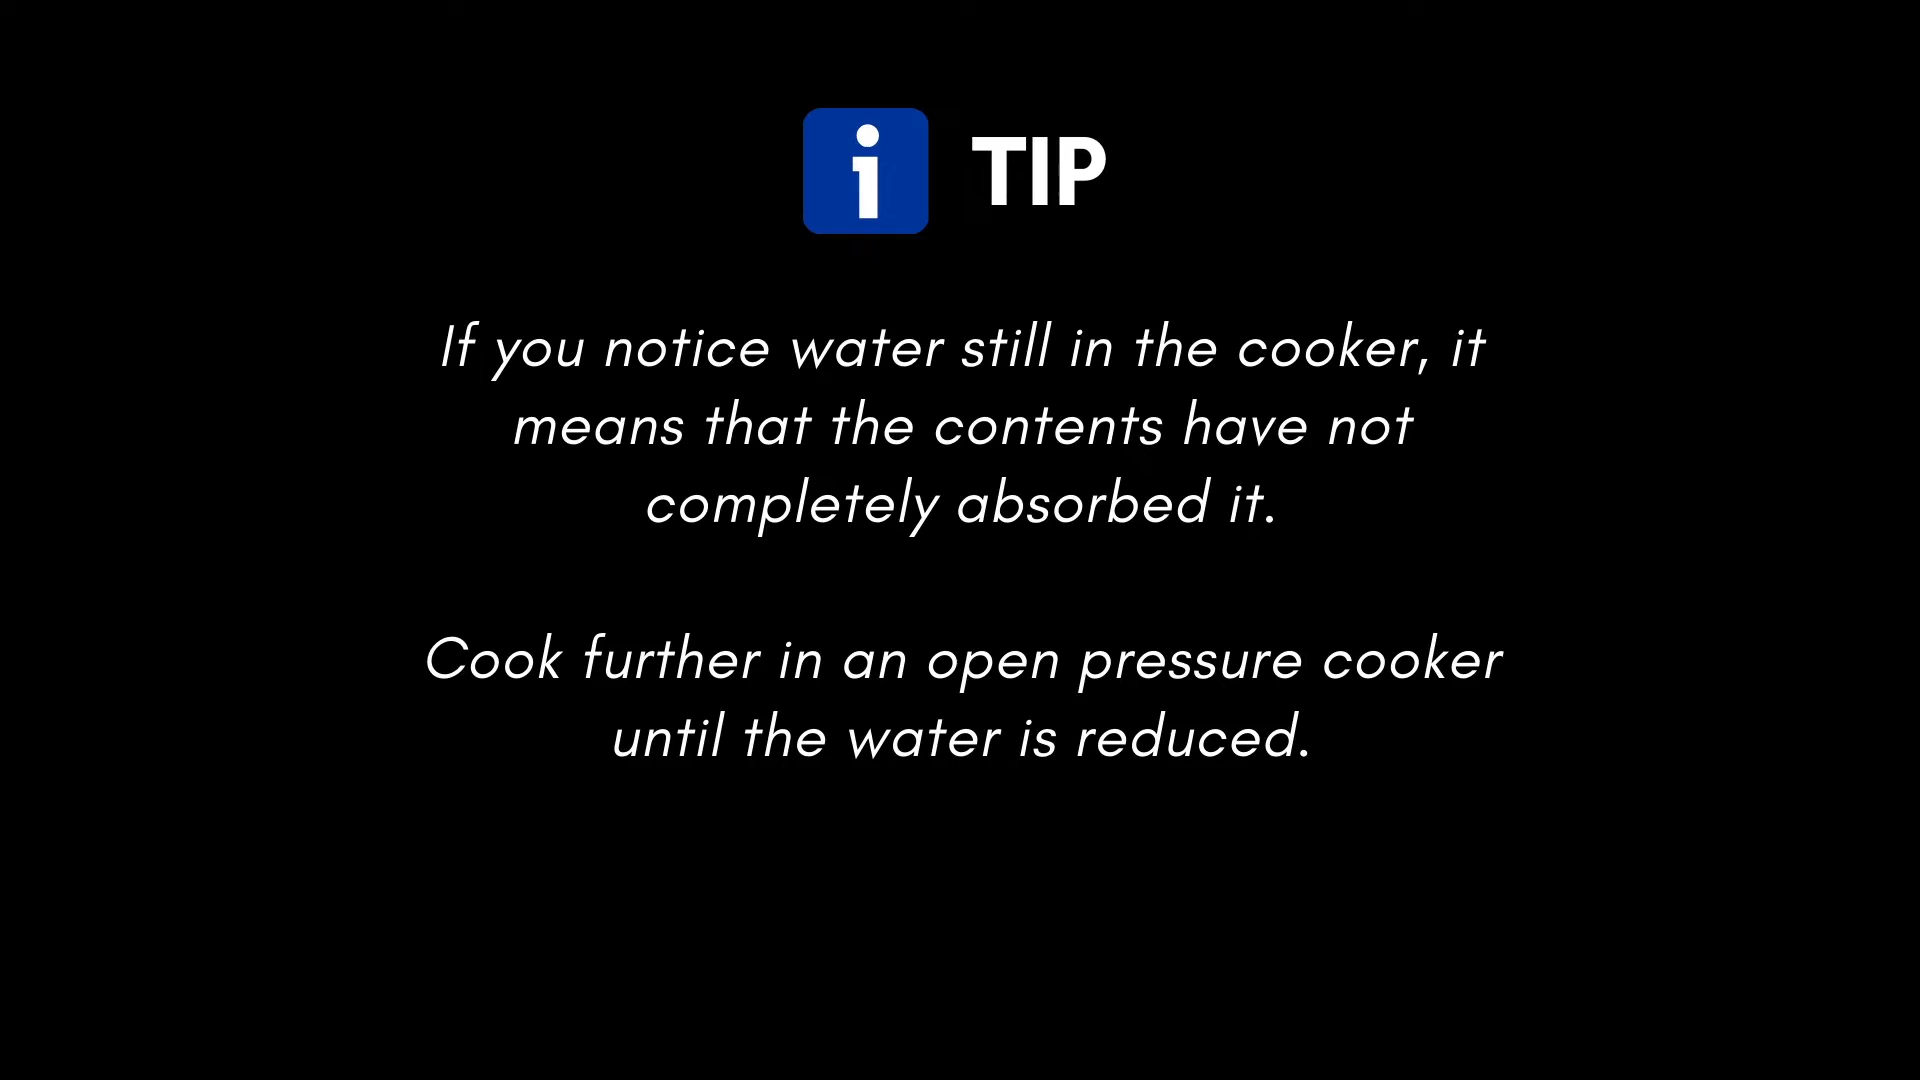 i TIP
If you notice water still in the cooker, it
means that the contents have not
completely absorbed it.
Cook further in an open pressure cooker
until the water is reduced.